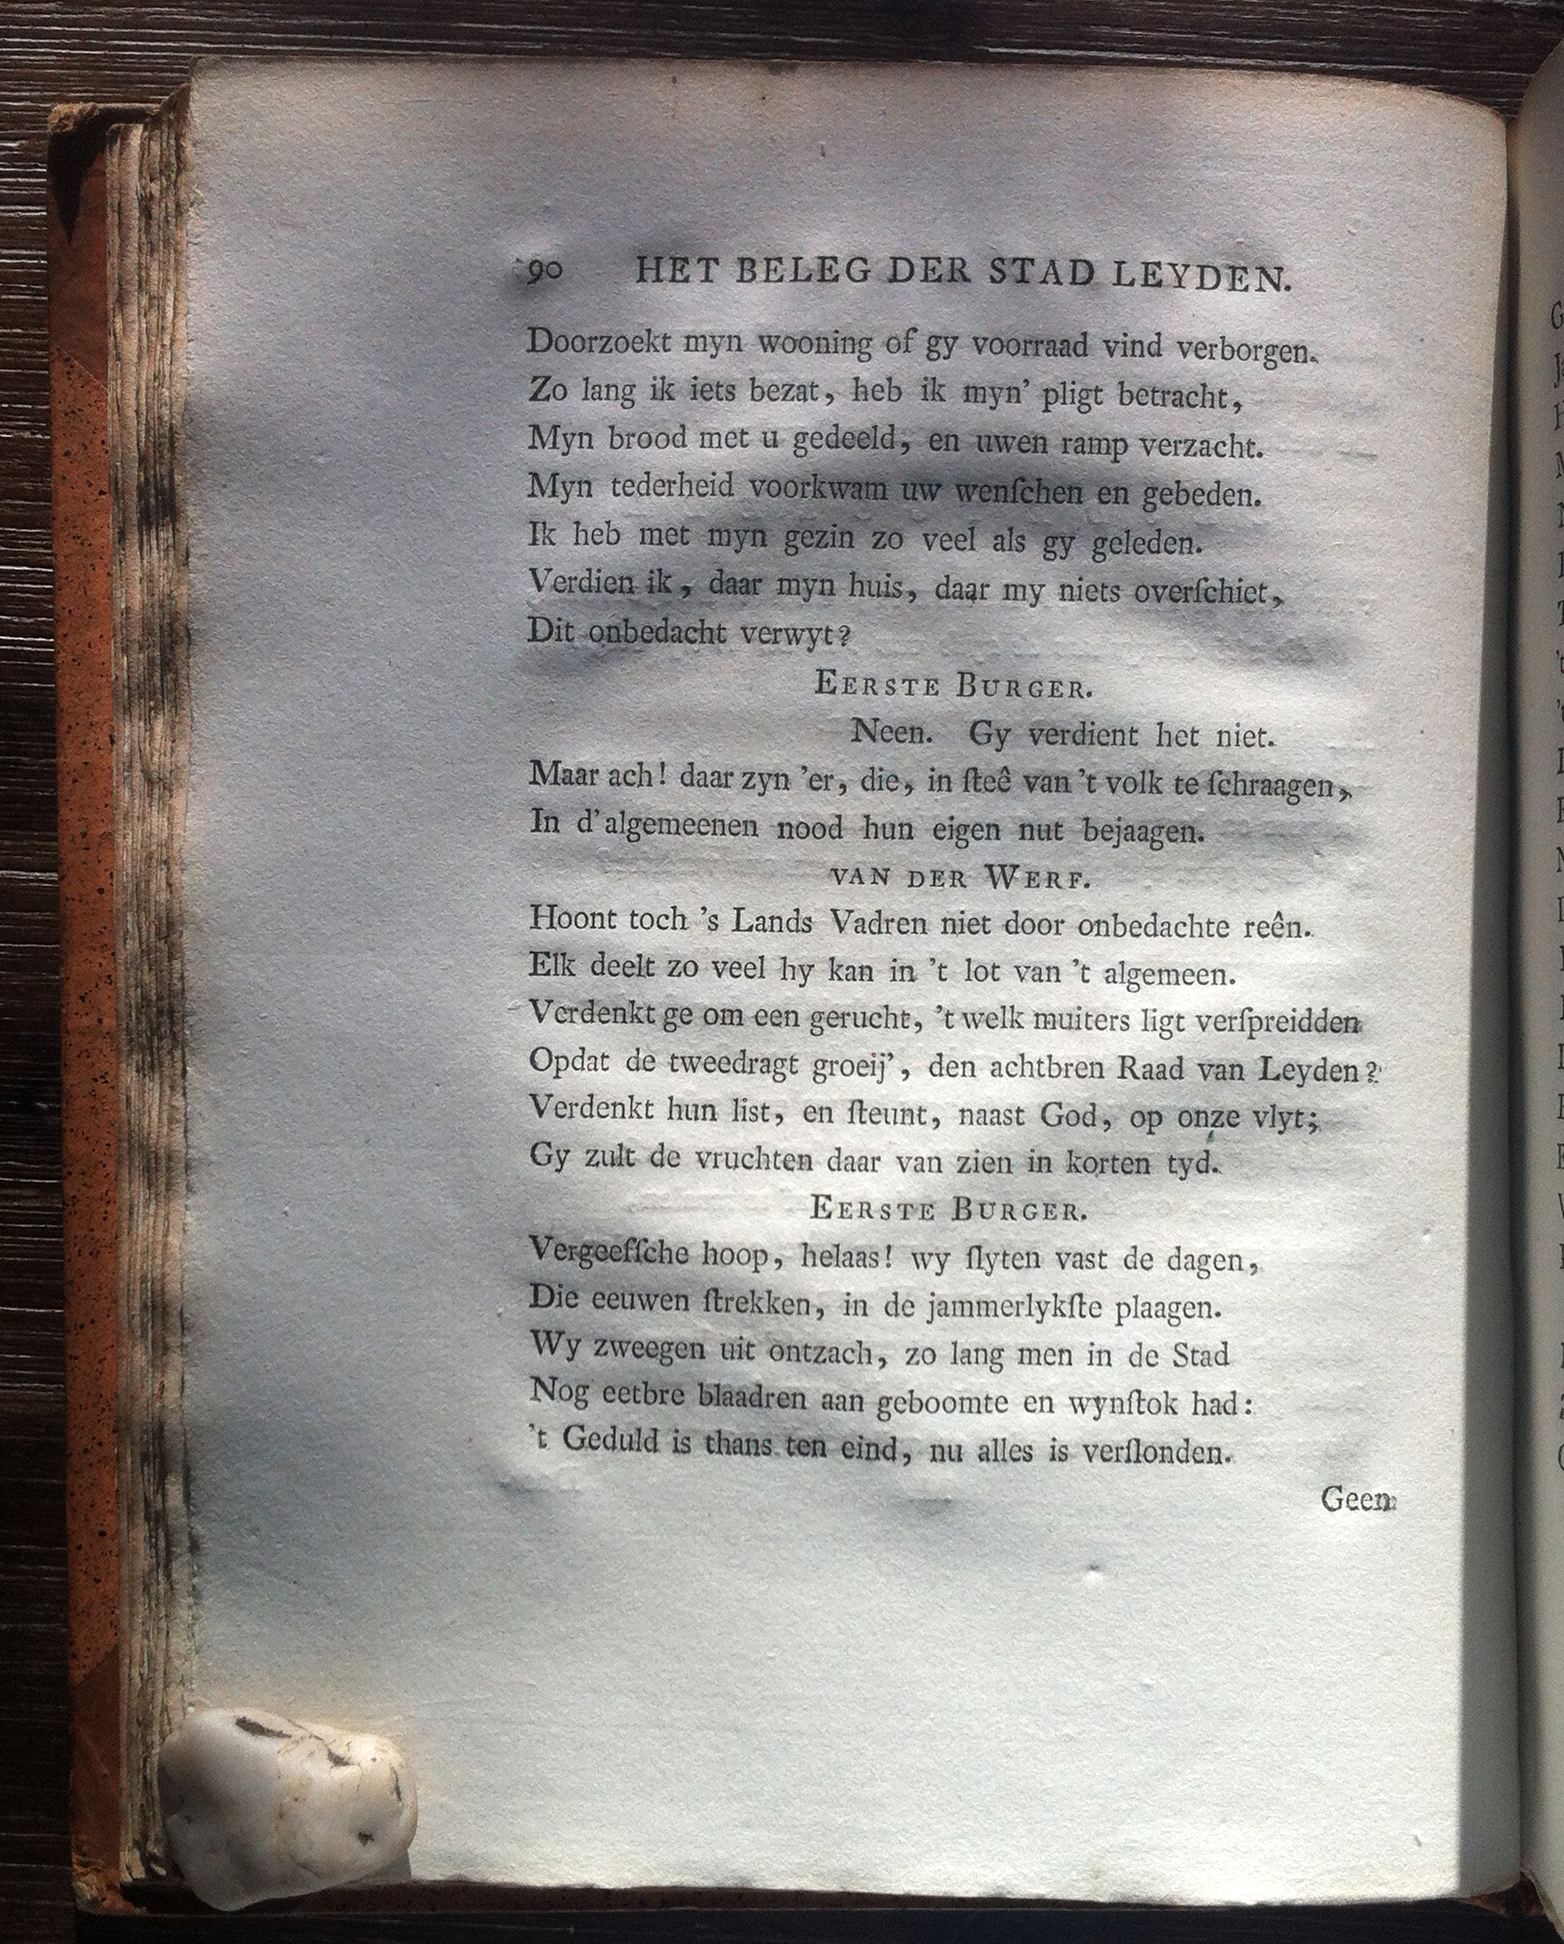 90 HET BELEG DER STAD LEYDEN.
Doorzoekt myn wooning of gy voorraad vind verborgen.
Zo lang ik iets bezat, heb ik myn' pligt betracht,
Myn brood met u gedeeld, en uwen ramp verzacht.
Myn tederheid voorkwam uw wenſchen en gebeden.
Ik heb met myn gezin zo veel als gy geleden.
Verdien ik, daar myn huis, daar my niets overſchiet,
Dit onbedacht verwyt?
EERSTE BURGER.
Neen. Gy verdient het niet.
Maar ach! daar zyn 'er, die, in ſteê van 't volk te ſchraagen,
In d'algemeenen nood hun eigen nut bejaagen.
VAN DER WERF.
Hoont toch 's Lands Vadren niet door onbedachte reên.
Elk deelt zo veel hy kan in 't lot van 't algemeen.
Verdenkt ge om een gerucht, 't welk muiters ligt verſpreidden
Opdat de tweedragt groeij', den achtbren Raad van Leyden?
Verdenkt hun list, en ſteunt, naast God, op onze vlyt;
Gy zult de vruchten daar van zien in korten tyd.
EERSTE BURGER.
Vergeefſche hoop, helaas! wy ſlyten vast de dagen,
Die eeuwen ſtrekken, in de jammerlykſte plaagen.
Wy zweegen uit ontzach, zo lang men in de Stad
Nog eetbre blaadren aan geboomte en wynſtok had:
't Geduld is thans ten eind, nu alles is verſlonden.
Geen